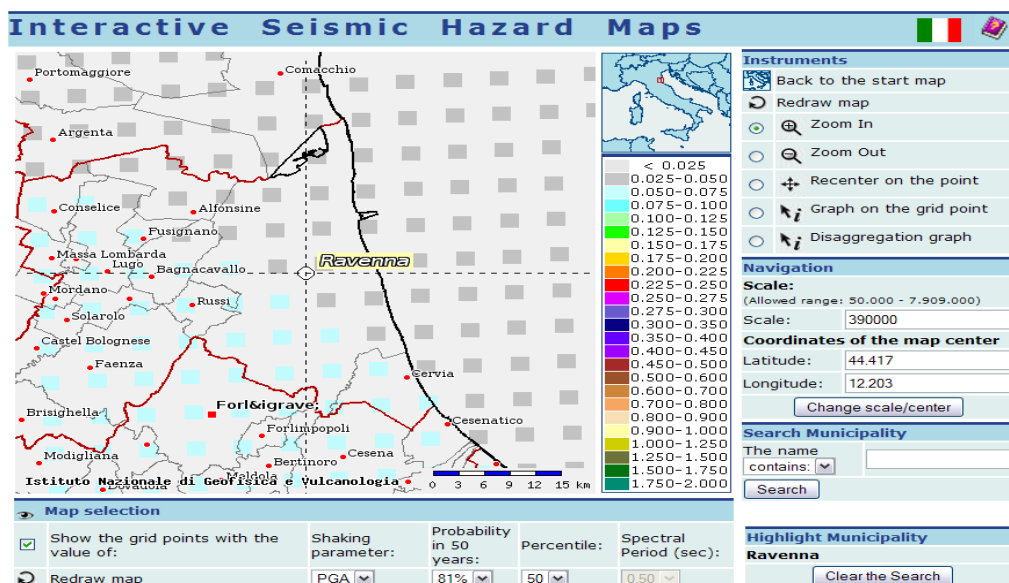 Interactive Seismic Hazard Maps
Portomaggiore
Comacchio
Argenta
Conselice
Alfonsine
Fusignano
Massa Lombarda
Lugo
Bagnacavallo
Ravenna
Mordano
Russi
Solarolo
Castel Bolognese
Faenza
Cervia
Brisighella
Forl&igrave;
Forlimpopoli
Cesenatico
Modigliana
Bertinoro
Cesena
Meldola
Istituto Nazionale di Geofisica e Vulcanologia
Dovadola
0 3 6 9 12 15 km
< 0.025
0.025-0.050
0.050-0.075
0.075-0.100
0.100-0.125
0.125-0.150
0.150-0.175
0.175-0.200
0.200-0.225
0.225-0.250
0.250-0.275
0.275-0.300
0.300-0.350
0.350-0.400
0.400-0.450
0.450-0.500
0.500-0.600
0.600-0.700
0.700-0.800
0.800-0.900
0.900-1.000
1.000-1.250
1.250-1.500
1.500-1.750
1.750-2.000
Instruments
Back to the start map
Redraw map
Zoom In
Zoom Out
Recenter on the point
Graph on the grid point
Disaggregation graph
Navigation
Scale:
(Allowed range: 50.000 - 7.909.000)
Scale: 390000
Coordinates of the map center
Latitude: 44.417
Longitude: 12.203
Change scale/center
Search Municipality
The name
contains:
Search
Highlight Municipality
Ravenna
Clear the Search
Map selection
Show the grid points with the
value of:
Shaking
parameter:
Probability
in 50
years:
Percentile:
Spectral
Period (sec):
Redraw map PGA 81% 50 0.50